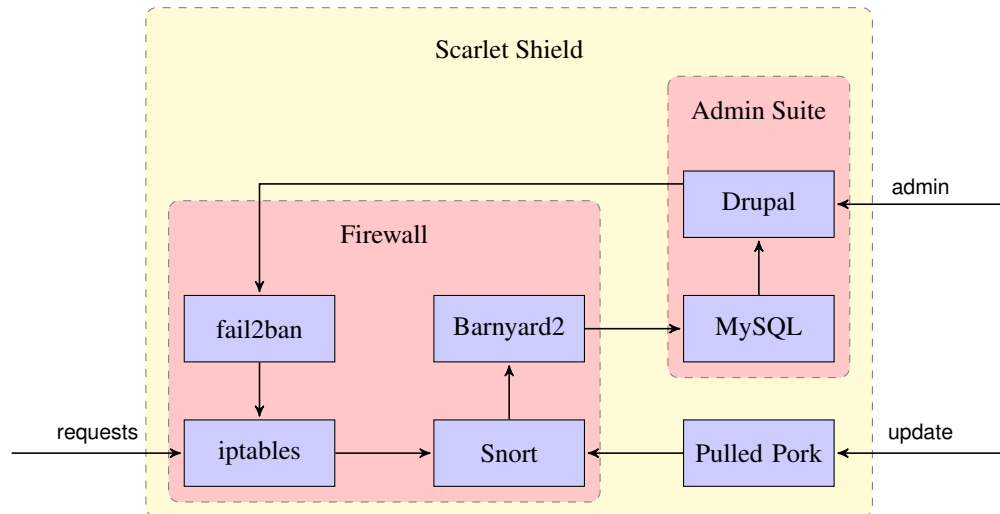 Scarlet Shield
Admin Suite
Drupal
admin
Firewall
fail2ban
Barnyard2
MySQL
requests
iptables
Snort
Pulled Pork
update